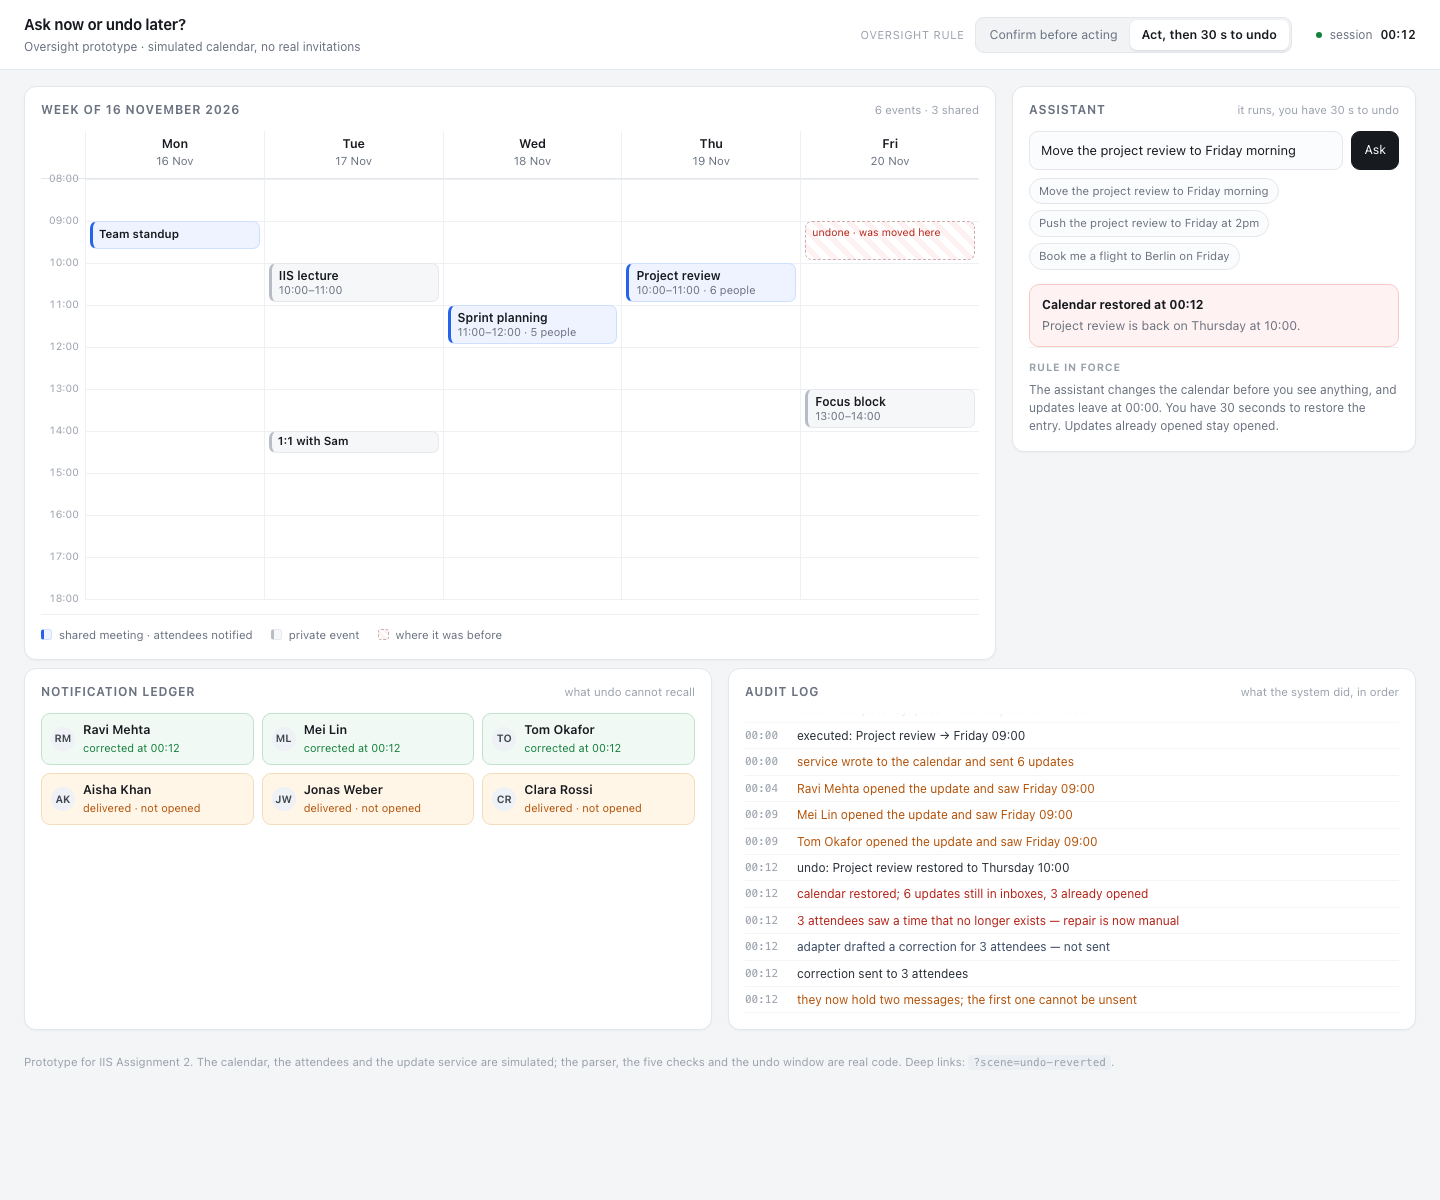 Ask now or undo later?
Oversight prototype · simulated calendar, no real invitations
OVERSIGHT RULE
Confirm before acting
Act, then 30 s to undo
session 00:12
WEEK OF 16 NOVEMBER 2026
6 events · 3 shared
Mon
16 Nov
Tue
17 Nov
Wed
18 Nov
Thu
19 Nov
Fri
20 Nov
08:00
09:00
10:00
11:00
12:00
13:00
14:00
15:00
16:00
17:00
18:00
Team standup
IIS lecture
10:00–11:00
1:1 with Sam
Sprint planning
11:00–12:00 · 5 people
Project review
10:00–11:00 · 6 people
undone · was moved here
Focus block
13:00–14:00
shared meeting · attendees notified
private event
where it was before
ASSISTANT
it runs, you have 30 s to undo
Move the project review to Friday morning
Ask
Move the project review to Friday morning
Push the project review to Friday at 2pm
Book me a flight to Berlin on Friday
Calendar restored at 00:12
Project review is back on Thursday at 10:00.
RULE IN FORCE
The assistant changes the calendar before you see anything, and
updates leave at 00:00. You have 30 seconds to restore the
entry. Updates already opened stay opened.
NOTIFICATION LEDGER
what undo cannot recall
RM
Ravi Mehta
corrected at 00:12
ML
Mei Lin
corrected at 00:12
TO
Tom Okafor
corrected at 00:12
AK
Aisha Khan
delivered · not opened
JW
Jonas Weber
delivered · not opened
CR
Clara Rossi
delivered · not opened
AUDIT LOG
what the system did, in order
00:00 executed: Project review → Friday 09:00
00:00 service wrote to the calendar and sent 6 updates
00:04 Ravi Mehta opened the update and saw Friday 09:00
00:09 Mei Lin opened the update and saw Friday 09:00
00:09 Tom Okafor opened the update and saw Friday 09:00
00:12 undo: Project review restored to Thursday 10:00
00:12 calendar restored; 6 updates still in inboxes, 3 already opened
00:12 3 attendees saw a time that no longer exists — repair is now manual
00:12 adapter drafted a correction for 3 attendees — not sent
00:12 correction sent to 3 attendees
00:12 they now hold two messages; the first one cannot be unsent
Prototype for IIS Assignment 2. The calendar, the attendees and the update service are simulated; the parser, the five checks and the undo window are real code. Deep links: ?scene=undo-reverted.